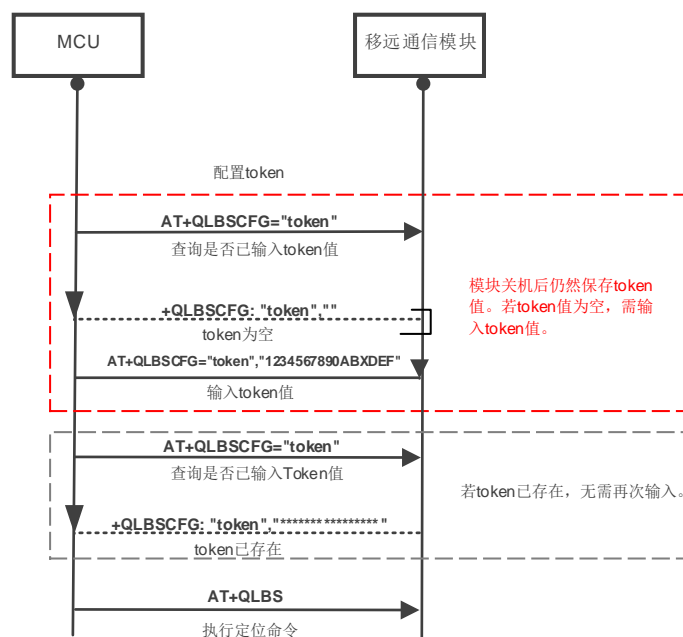 MCU
移远通信模块
配置token
AT+QLBSCFG="token"
查询是否已输入token值
模块关机后仍然保存token
值。若token值为空，需输
入token值。
+QLBSCFG: "token",""
token为空
AT+QLBSCFG="token","1234567890ABXDEF"
输入token值
AT+QLBSCFG="token"
查询是否已输入Token值
若token已存在，无需再次输入。
+QLBSCFG: "token","****************"
token已存在
AT+QLBS
执行定位命令